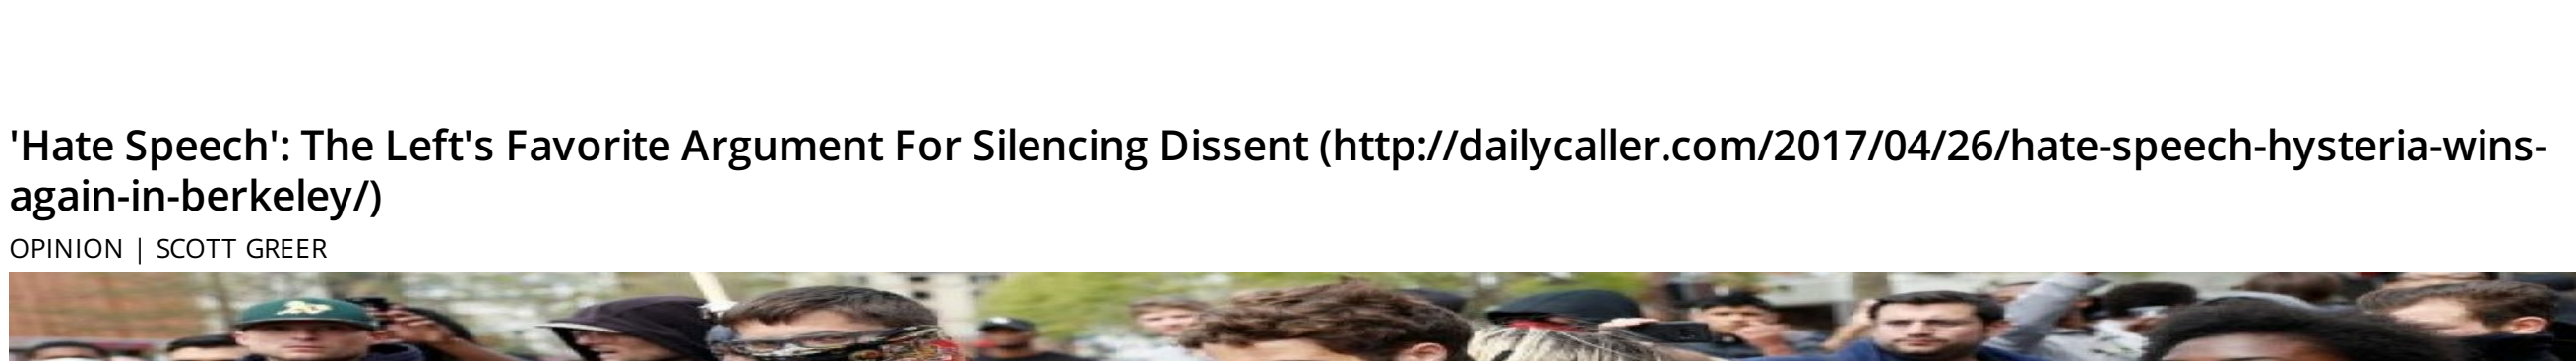 'Hate Speech': The Left's Favorite Argument For Silencing Dissent (http://dailycaller.com/2017/04/26/hate-speech-hysteria-wins-
again-in-berkeley/)
OPINION | SCOTT GREER